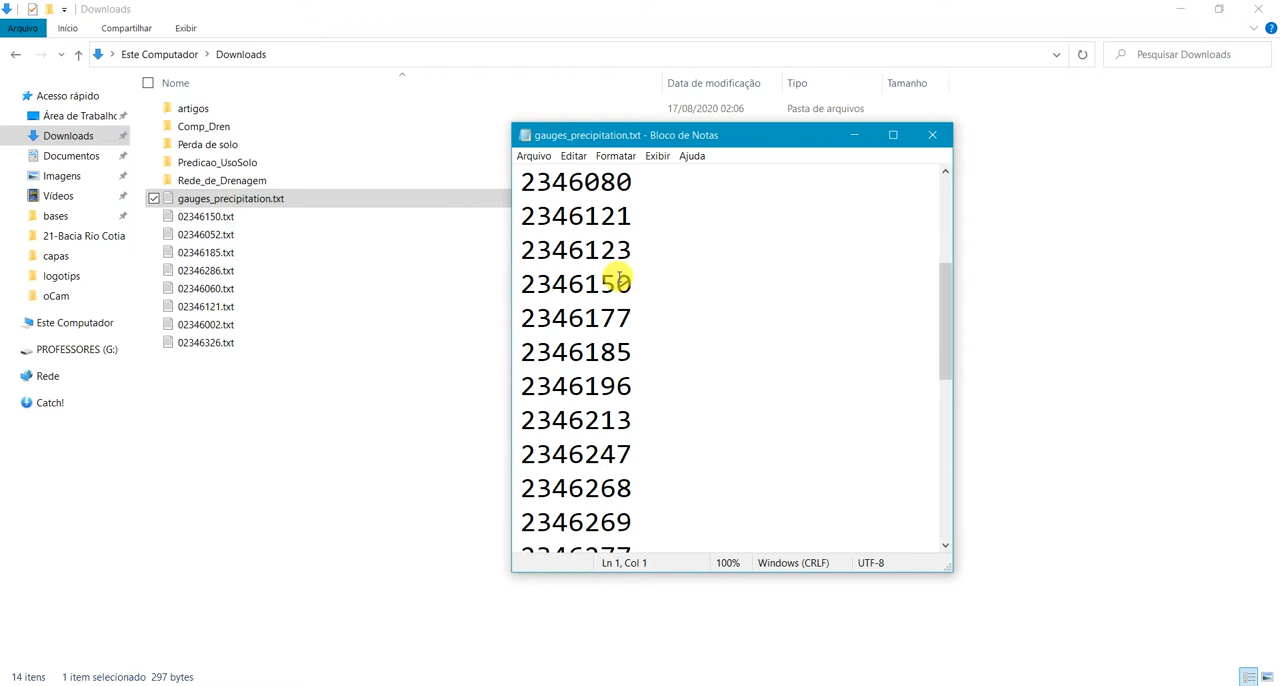 Downloads
Arquivo Início Compartilhar Exibir
Este Computador Downloads
Pesquisar Downloads
Nome Data de modificação Tipo Tamanho
Acesso rápido
Área de Trabalho
Downloads
Documentos
Imagens
Vídeos
bases
21-Bacia Rio Cotia
capas
logotips
oCam
Este Computador
PROFESSORES (G:)
Rede
Catch!
artigos 17/08/2020 02:06 Pasta de arquivos
Comp_Dren
Perda de solo
Predicao_UsoSolo
Rede_de_Drenagem
gauges_precipitation.txt
02346150.txt
02346052.txt
02346185.txt
02346286.txt
02346060.txt
02346121.txt
02346002.txt
02346326.txt
gauges_precipitation.txt - Bloco de Notas
Arquivo Editar Formatar Exibir Ajuda
2346080
2346121
2346123
2346150
2346177
2346185
2346196
2346213
2346247
2346268
2346269
2346277
Ln 1, Col 1 100% Windows (CRLF) UTF-8
14 itens 1 item selecionado 297 bytes